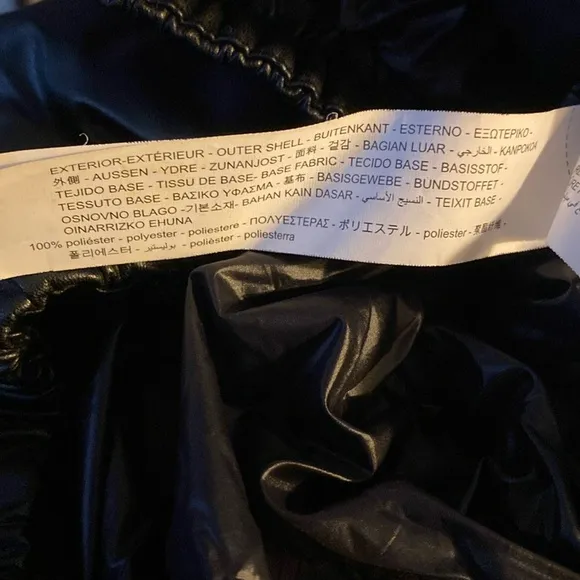 EXTERIOR-EXTÉRIEUR - OUTER SHELL - BUITENKANT - ESTERNO - ΕΞΩΤΕΡΙΚΟ -
外側 - AUSSEN - YDRE - ZUNANJOST - 面料 - 겉감 - BAGIAN LUAR - الخارجي - KANPOKOA
TEJIDO BASE - TISSU DE BASE- BASE FABRIC - TECIDO BASE - BASISSTOF -
TESSUTO BASE - ΒΑΣΙΚΟ ΥΦΑΣΜΑ - 基布 - BASISGEWEBE - BUNDSTOFFET -
OSNOVNO BLAGO -기본소재- BAHAN KAIN DASAR - النسيج الأساسي - TEIXIT BASE -
OINARRIZKO EHUNA
100% poliéster - polyester - poliestere - ΠΟΛΥΕΣΤΕΡΑΣ - ポリエステル - poliester - 聚酯纤维 -
폴리에스터 - بوليستير - polièster - poliesterra